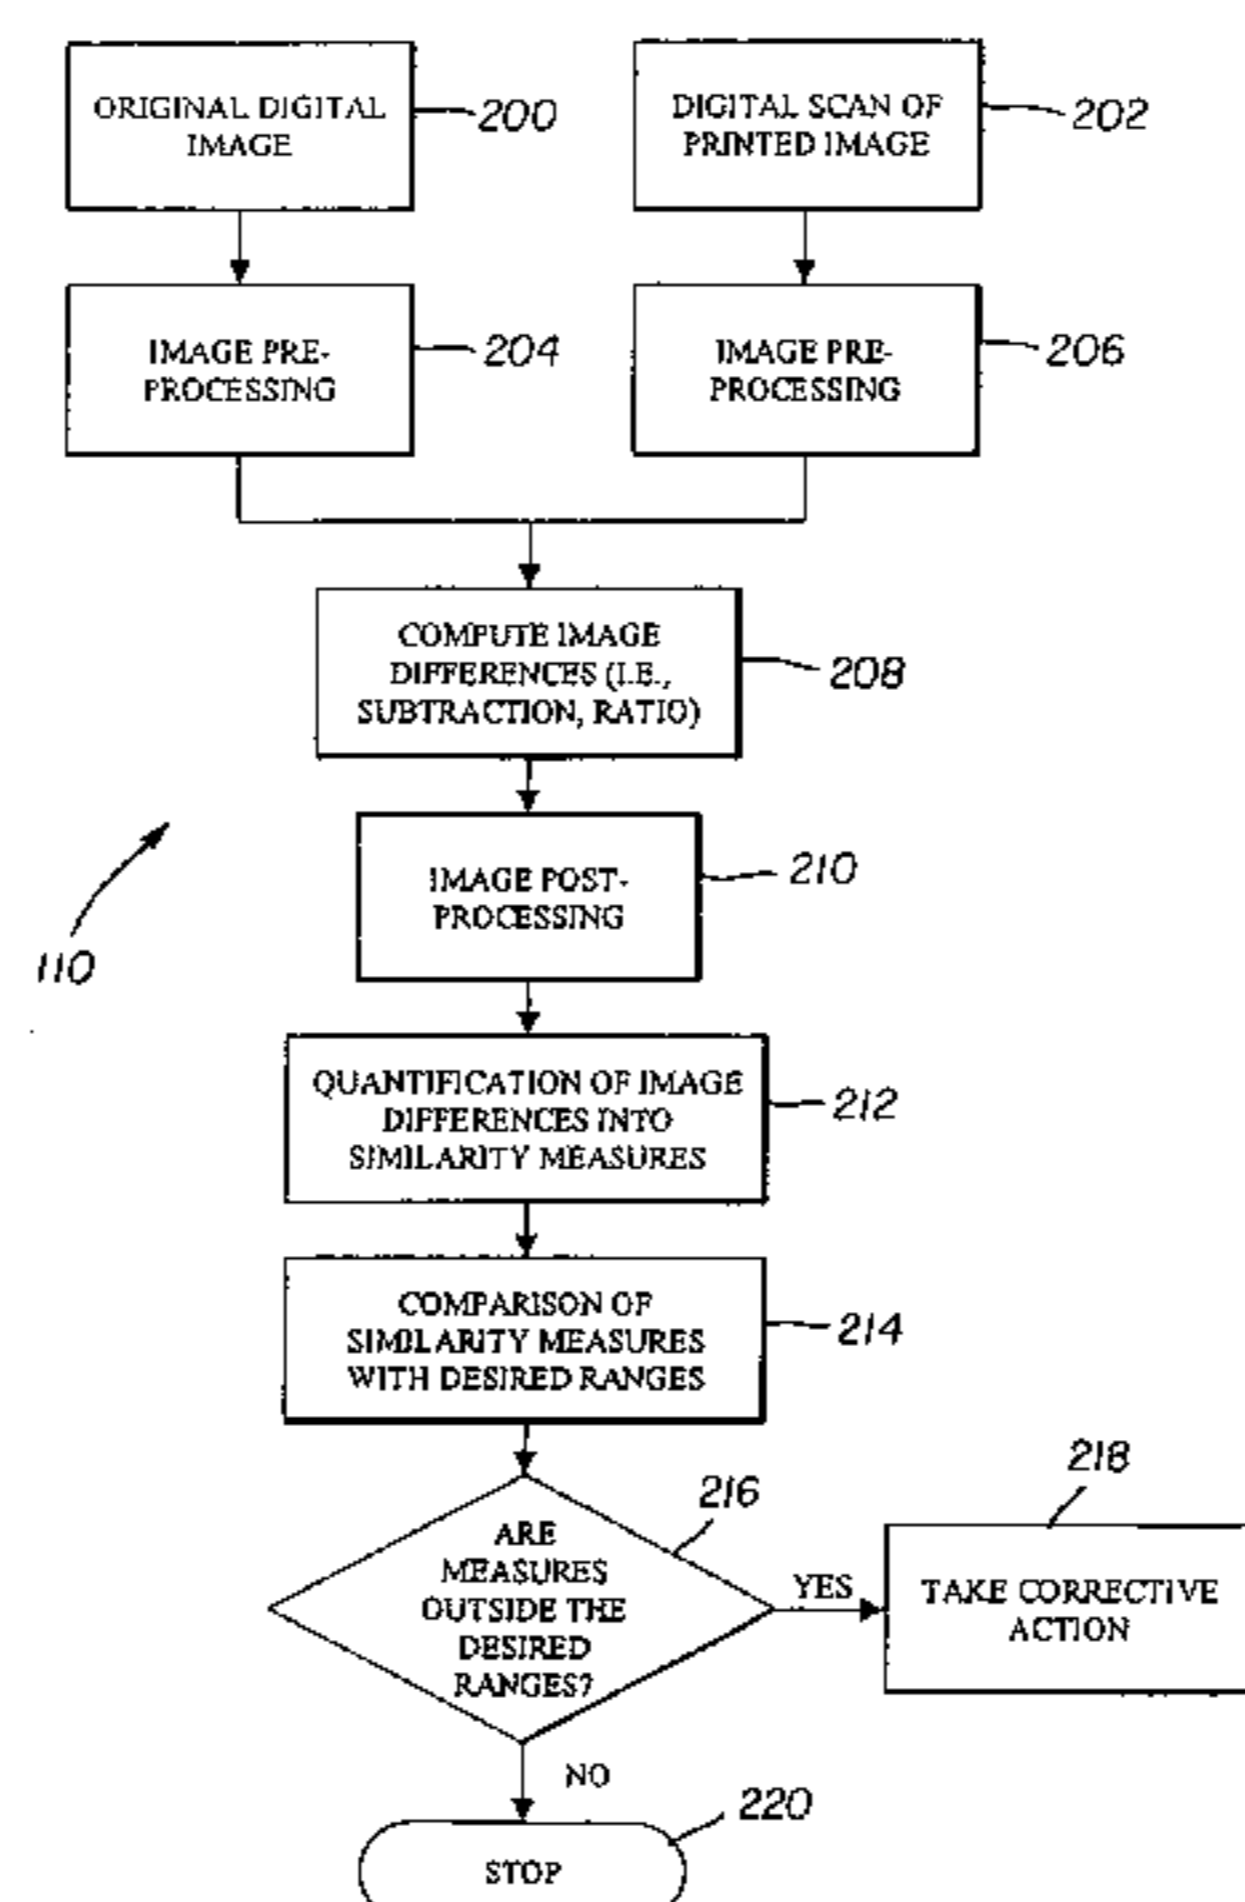 ORIGINAL DIGITAL
IMAGE
200
DIGITAL SCAN OF
PRINTED IMAGE
202
IMAGE PRE-
PROCESSING
204
IMAGE PRE-
PROCESSING
206
COMPUTE IMAGE
DIFFERENCES (I.E.,
SUBTRACTION, RATIO)
208
IMAGE POST-
PROCESSING
210
110
QUANTIFICATION OF IMAGE
DIFFERENCES INTO
SIMILARITY MEASURES
212
COMPARISON OF
SIMILARITY MEASURES
WITH DESIRED RANGES
214
ARE
MEASURES
OUTSIDE THE
DESIRED
RANGES?
216
YES
218
TAKE CORRECTIVE
ACTION
NO
220
STOP